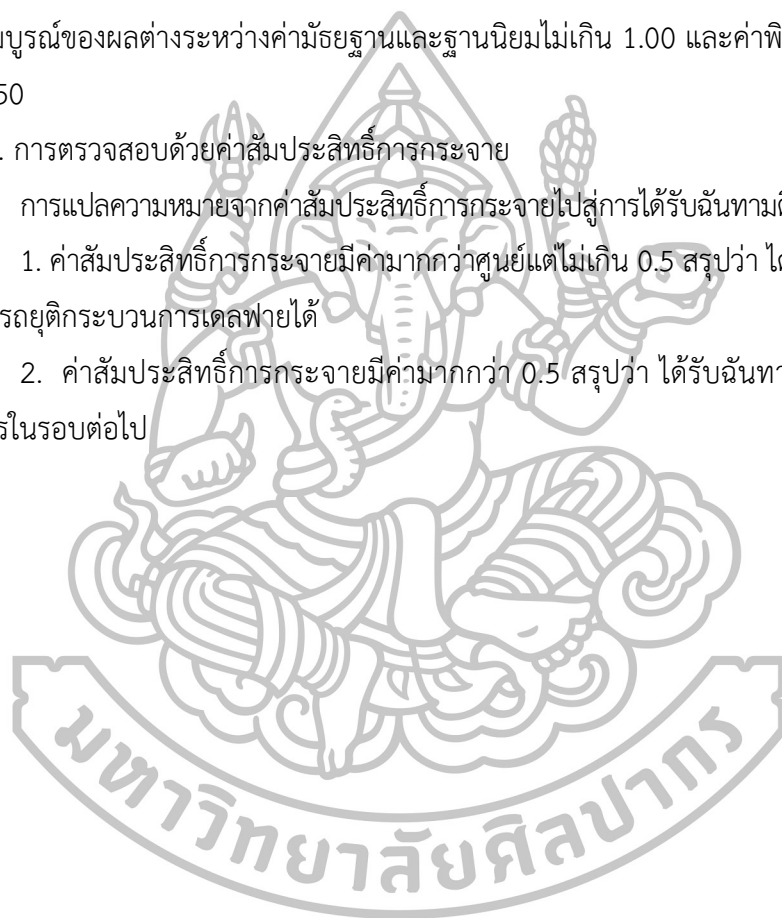 มบูรณ์ของผลต่างระหว่างค่ามัธยฐานและฐานนิยมไม่เกิน 1.00 และค่าพิ
50
. การตรวจสอบด้วยค่าสัมประสิทธิ์การกระจาย
การแปลความหมายจากค่าสัมประสิทธิ์การกระจายไปสู่การได้รับฉันทามติ
1. ค่าสัมประสิทธิ์การกระจายมีค่ามากกว่าศูนย์แต่ไม่เกิน 0.5 สรุปว่า ได้
รถยุติกระบวนการเดลฟายได้
2. ค่าสัมประสิทธิ์การกระจายมีค่ามากกว่า 0.5 สรุปว่า ได้รับฉันทา
รในรอบต่อไป
มหาวิทยาลัยศิลปากร